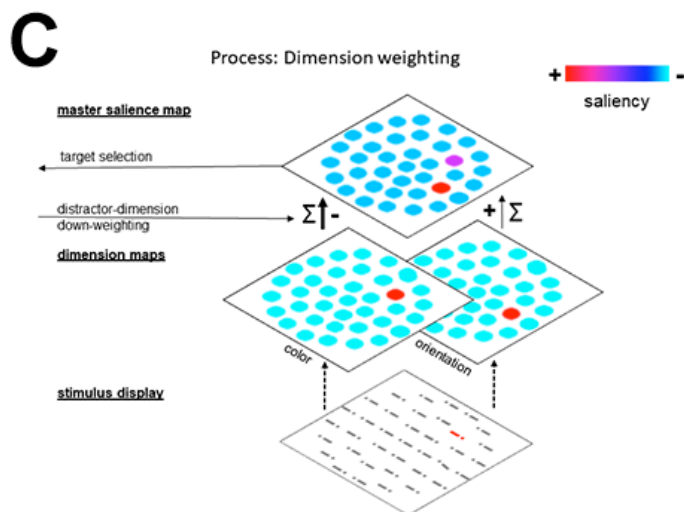 C
Process: Dimension weighting
+ -
saliency
master salience map
target selection
distractor-dimension
down-weighting
Σ - + Σ
dimension maps
color
orientation
stimulus display